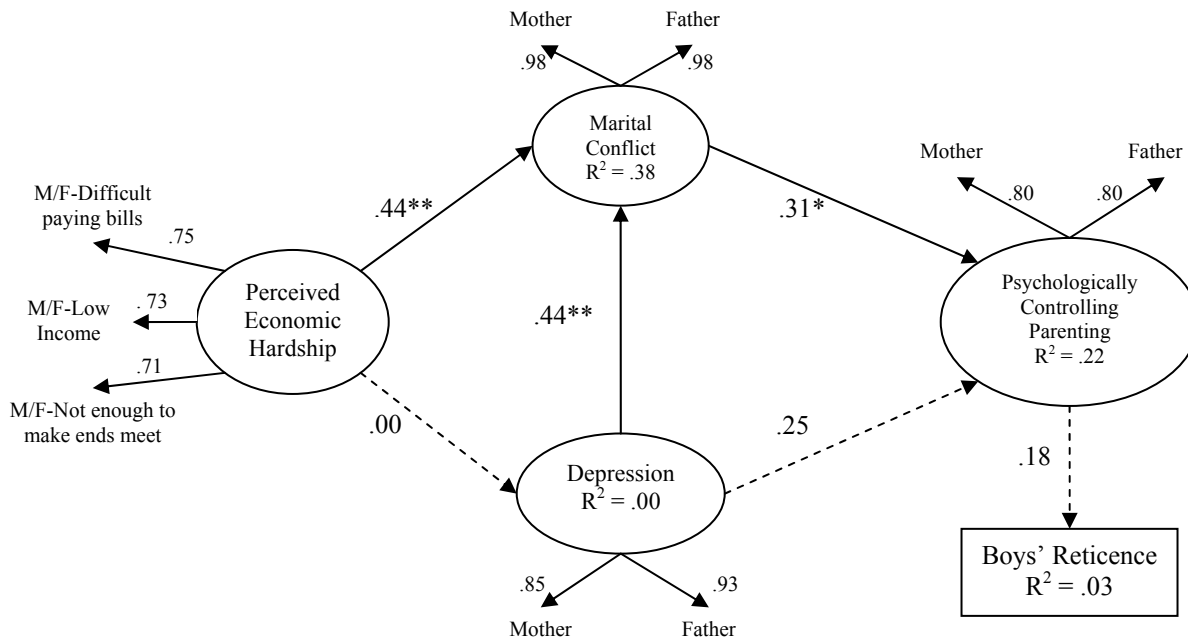 Mother
Father
.98
.98
Marital
Conflict
R² = .38
Mother
Father
.80
.80
M/F-Difficult
paying bills
.75
.44**
.31*
M/F-Low
Income
.73
Perceived
Economic
Hardship
.44**
Psychologically
Controlling
Parenting
R² = .22
.71
M/F-Not enough to
make ends meet
.00
.25
.18
Depression
R² = .00
Boys’ Reticence
R² = .03
.85
.93
Mother
Father